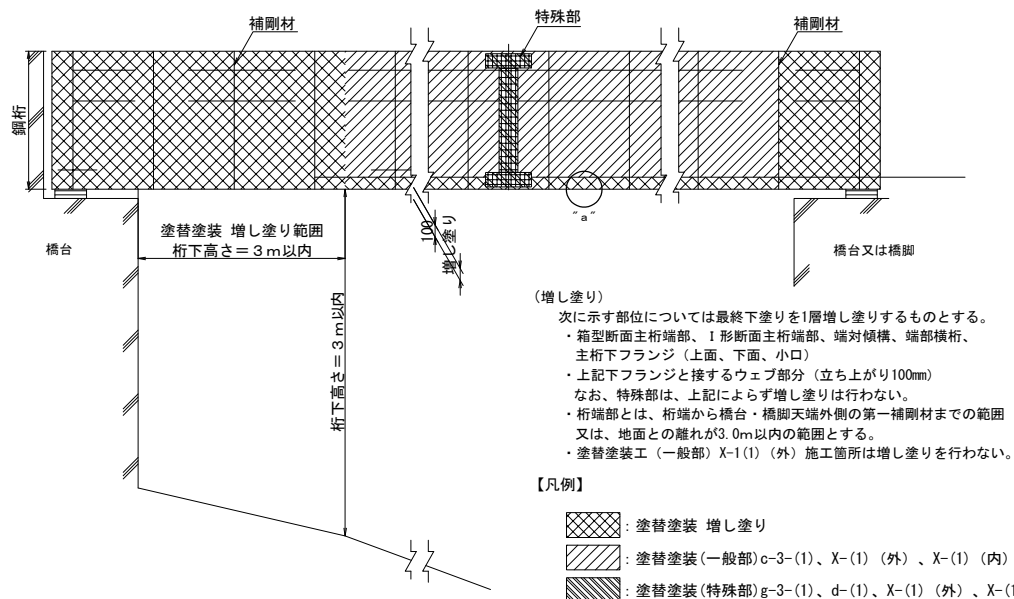 補剛材
特殊部
補剛材
鋼桁
塗替塗装 増し塗り範囲
桁下高さ＝３ｍ以内
橋台
桁下高さ＝３ｍ以内
100
増し塗り
"a"
橋台又は橋脚
(増し塗り)
次に示す部位については最終下塗りを1層増し塗りするものとする。
・箱型断面主桁端部、Ｉ形断面主桁端部、端対傾構、端部横桁、
主桁下フランジ（上面、下面、小口）
・上記下フランジと接するウェブ部分（立ち上がり100mm）
なお、特殊部は、上記によらず増し塗りは行わない。
・桁端部とは、桁端から橋台・橋脚天端外側の第一補剛材までの範囲
又は、地面との離れが3.0ｍ以内の範囲とする。
・塗替塗装工（一般部）X-1(1)（外）施工箇所は増し塗りを行わない。
【凡例】
：塗替塗装 増し塗り
：塗替塗装(一般部)c-3-(1)、X-(1)（外）、X-(1)（内）
：塗替塗装(特殊部)g-3-(1)、d-(1)、X-(1)（外）、X-(1